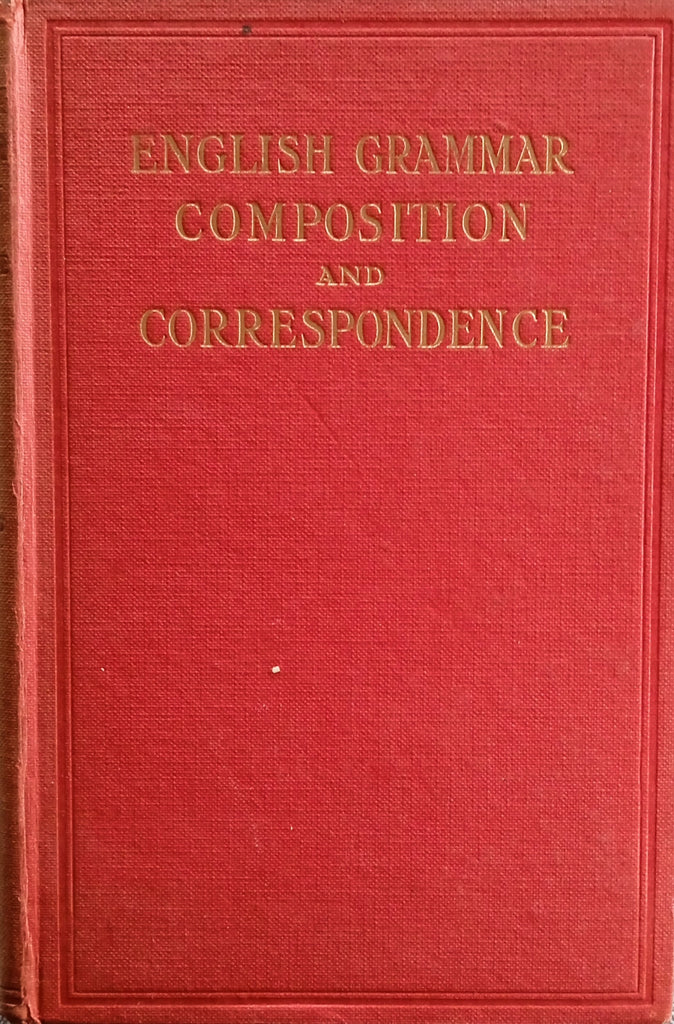 ENGLISH GRAMMAR
COMPOSITION
AND
CORRESPONDENCE